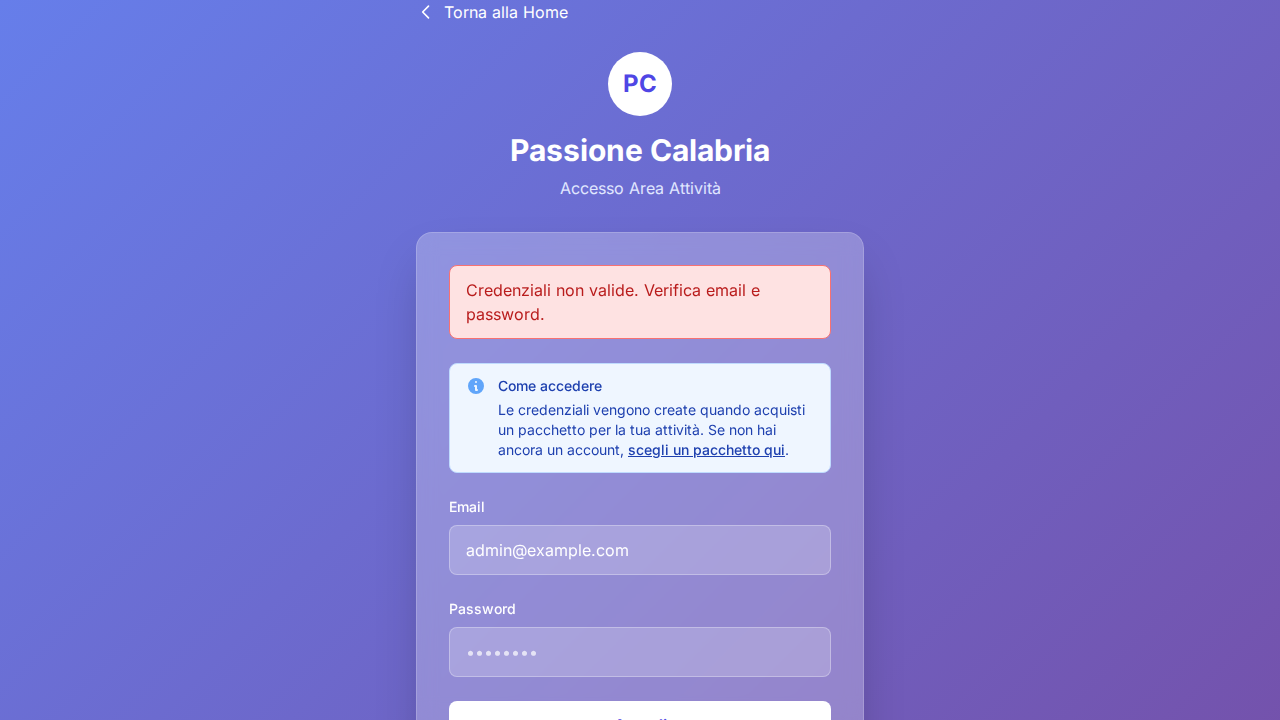 Torna alla Home
PC
Passione Calabria
Accesso Area Attività
Credenziali non valide. Verifica email e
password.
Come accedere
Le credenziali vengono create quando acquisti
un pacchetto per la tua attività. Se non hai
ancora un account, scegli un pacchetto qui.
Email
admin@example.com
Password
••••••••